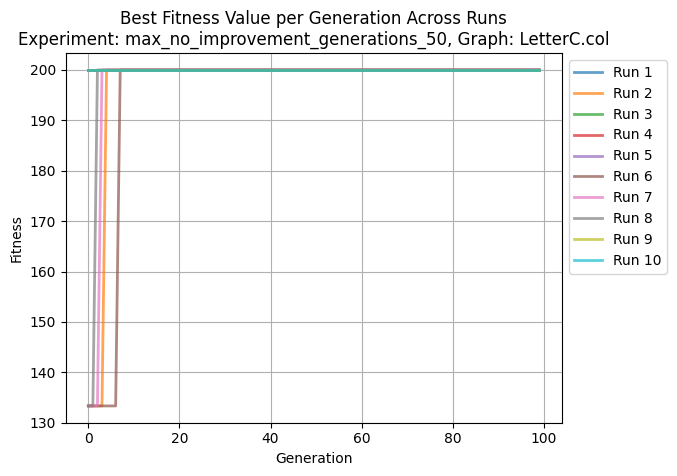 Best Fitness Value per Generation Across Runs
Experiment: max_no_improvement_generations_50, Graph: LetterC.col
200
190
180
170
160
150
140
130
Fitness
0
20
40
60
80
100
Generation
Run 1
Run 2
Run 3
Run 4
Run 5
Run 6
Run 7
Run 8
Run 9
Run 10